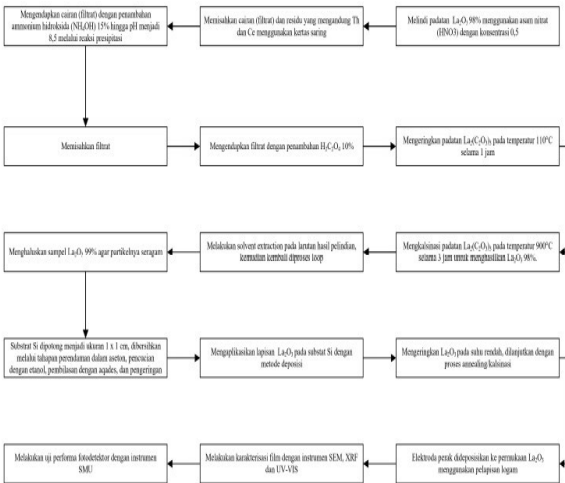 Mengendapkan cairan (filtrat) dengan penambahan
ammonium hidroksida (NH4OH) 15% hingga pH menjadi
8,5 melalui reaksi presipitasi
Memisahkan cairan (filtrat) dan residu yang mengandung Th
dan Ce menggunakan kertas saring
Melindi padatan La2O3 98% menggunakan asam nitrat
(HNO3) dengan konsentrasi 0,5
Memisahkan filtrat
Mengendapkan filtrat dengan penambahan H2C2O4 10%
Mengeringkan padatan La2(C2O4)3 pada temperatur 110°C
selama 1 jam
Menghaluskan sampel La2O3 99% agar partikelnya seragam
Melakukan solvent extraction pada larutan hasil pelindian,
kemudian kembali diproses loop
Mengkalsinasi padatan La2(C2O4)3 pada temperatur 900°C
selama 3 jam untuk menghasilkan La2O3 98%.
Substrat Si dipotong menjadi ukuran 1 x 1 cm, dibersihkan
melalui tahapan perendaman dalam aseton, pencucian
dengan etanol, pembilasan dengan aqades, dan pengeringan
Mengaplikasikan lapisan La2O3 pada substat Si dengan
metode deposisi
Mengeringkan La2O3 pada suhu rendah, dilanjutkan dengan
proses annealing/kalsinasi
Melakukan uji performa fotodetektor dengan instrumen
SMU
Melakukan karakterisasi film dengan instrumen SEM, XRF
dan UV-VIS
Elektroda perak dideposisikan ke permukaan La2O3
menggunakan pelapisan logam